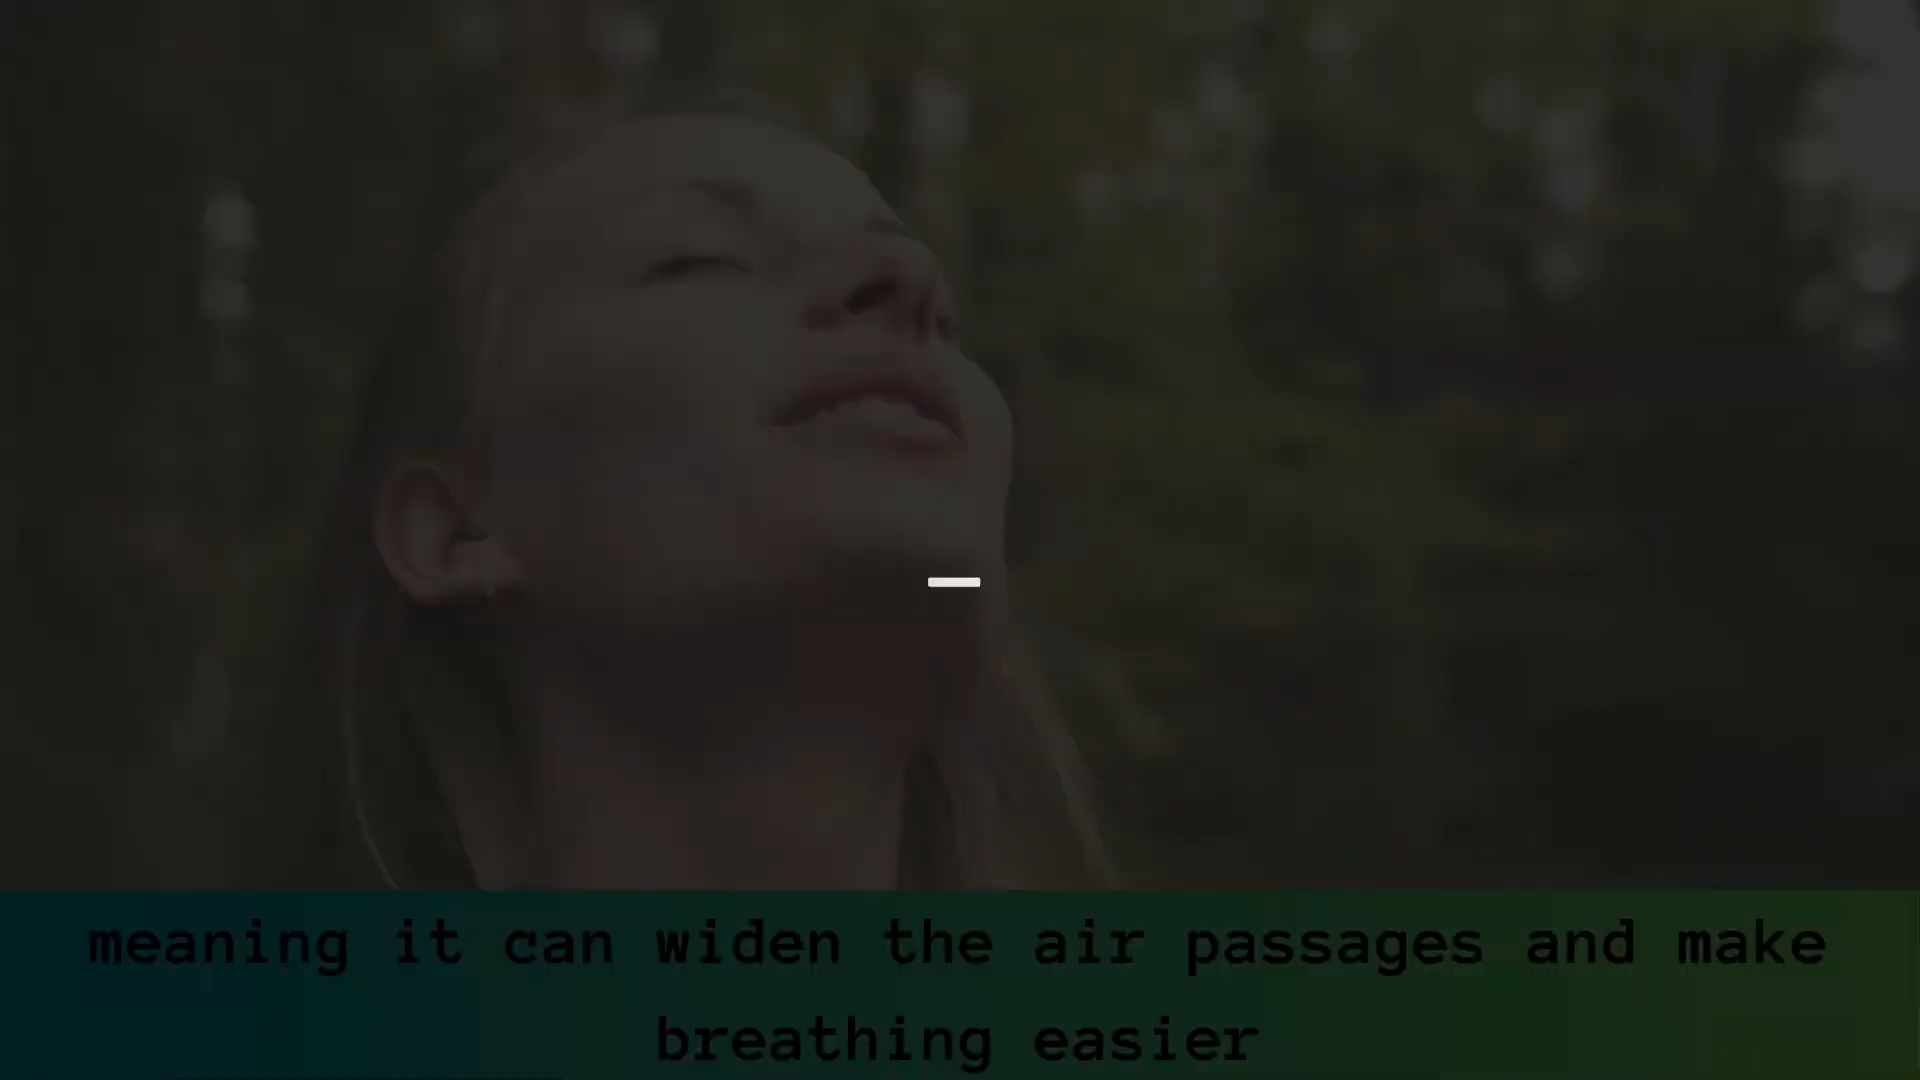 meaning it can widen the air passages and make
breathing easier